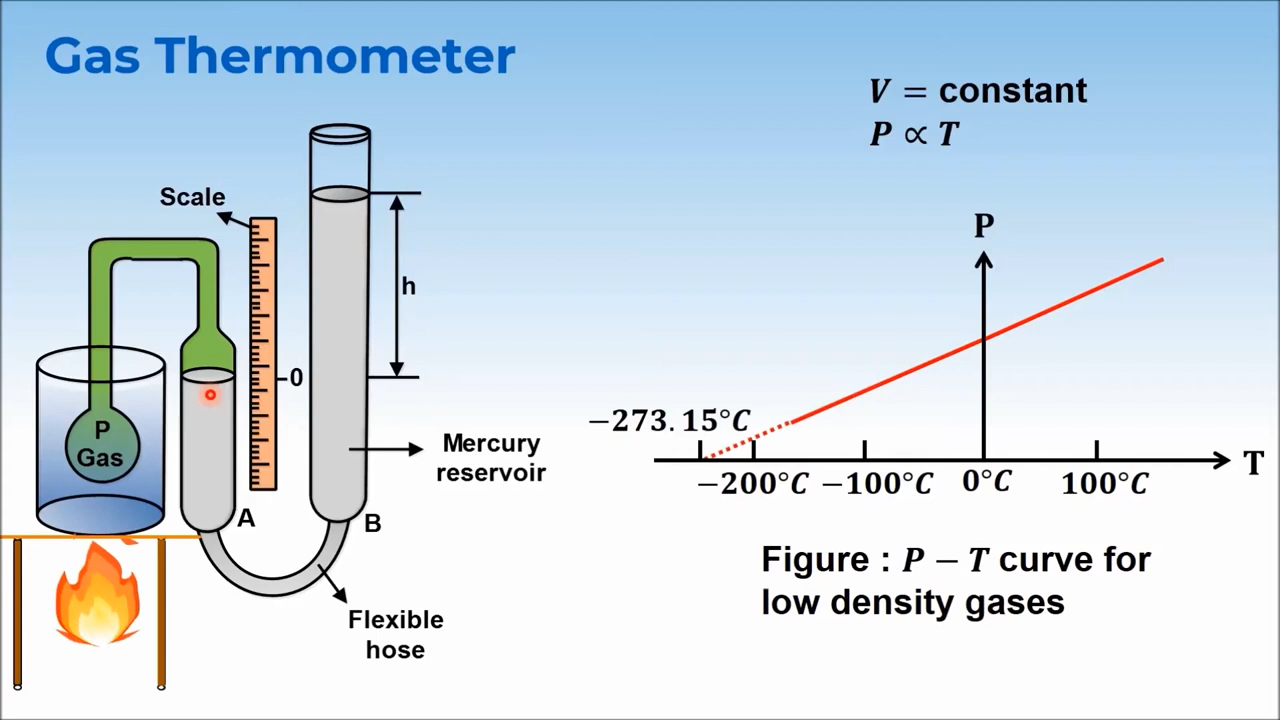 Gas Thermometer
V = constant
P ∝ T
Scale
h
0
P
Gas
Mercury
reservoir
A
B
Flexible
hose
P
−273.15°C
−200°C
−100°C
0°C
100°C
T
Figure : P − T curve for
low density gases